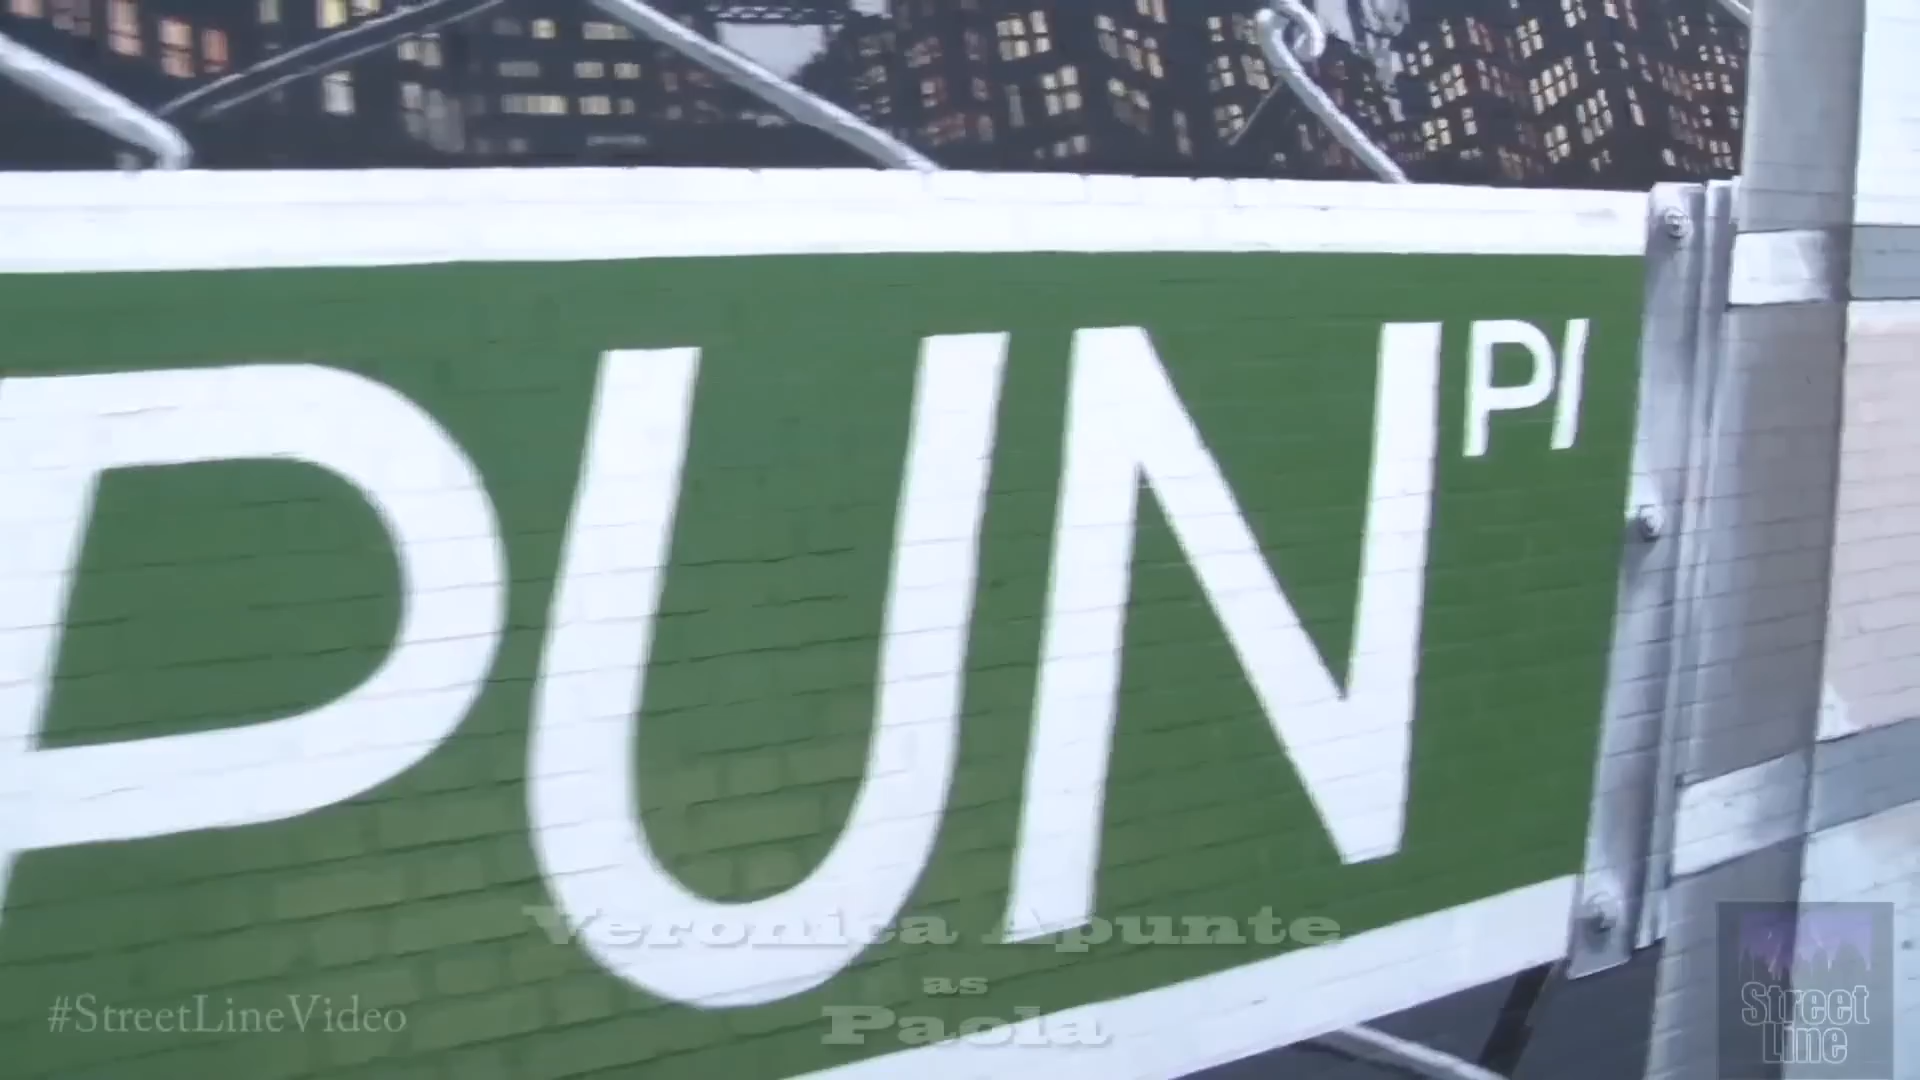 PUN Pl
Veronica Apunte
as
Paola
#StreetLineVideo
Street
Line